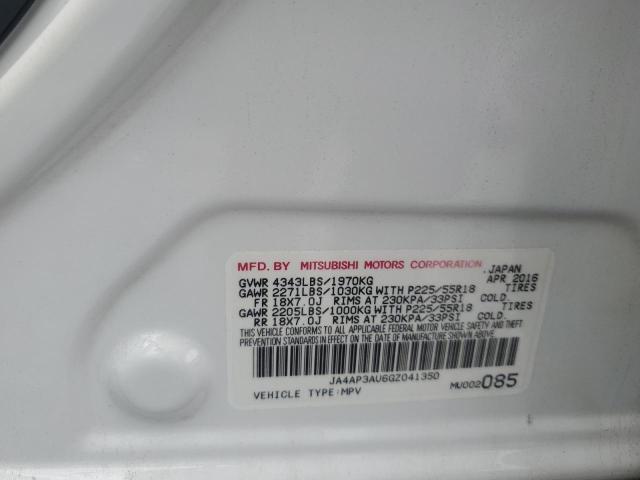 MFD. BY MITSUBISHI MOTORS CORPORATION JAPAN
GVWR 4343LBS/1970KG APR 2016
GAWR 2271LBS/1030KG WITH P225/55R18 TIRES
FR 18X7.0J RIMS AT 230KPA/33PSI COLD.
GAWR 2205LBS/1000KG WITH P225/55R18 TIRES
RR 18X7.0J RIMS AT 230KPA/33PSI COLD.
THIS VEHICLE CONFORMS TO ALL APPLICABLE FEDERAL MOTOR VEHICLE SAFETY, BUMPER AND THEFT
PREVENTION STANDARDS IN EFFECT ON THE DATE OF MANUFACTURE SHOWN ABOVE.
JA4AP3AU6GZ041350
VEHICLE TYPE:MPV MU002085